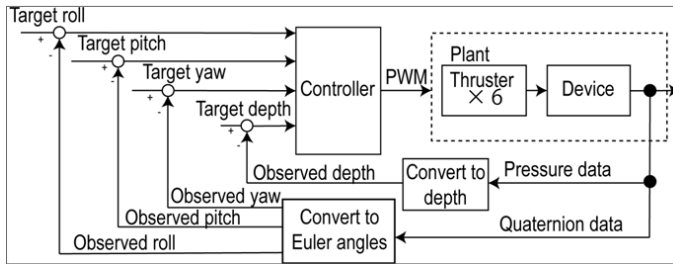 Target roll
+
-
Target pitch
+
-
Target yaw
+
-
Target depth
+
-
Controller
PWM
Plant
Thruster
× 6
Device
Observed depth
Convert to
depth
Pressure data
Observed yaw
Observed pitch
Observed roll
Convert to
Euler angles
Quaternion data